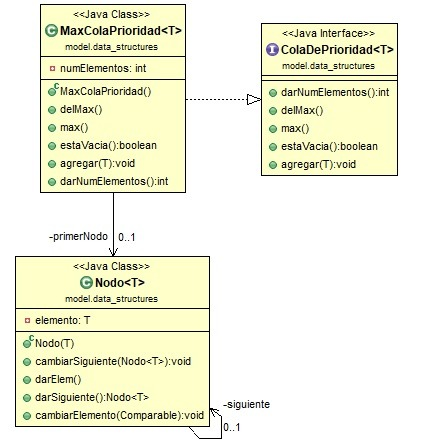 <<Java Class>>
MaxColaPrioridad<T>
model.data_structures
numElementos: int
MaxColaPrioridad()
delMax()
max()
estaVacia():boolean
agregar(T):void
darNumElementos():int
<<Java Interface>>
ColaDePrioridad<T>
model.data_structures
darNumElementos():int
delMax()
max()
estaVacia():boolean
agregar(T):void
-primerNodo
0..1
<<Java Class>>
Nodo<T>
model.data_structures
elemento: T
Nodo(T)
cambiarSiguiente(Nodo<T>):void
darElem()
darSiguiente():Nodo<T>
cambiarElemento(Comparable):void
-siguiente
0..1